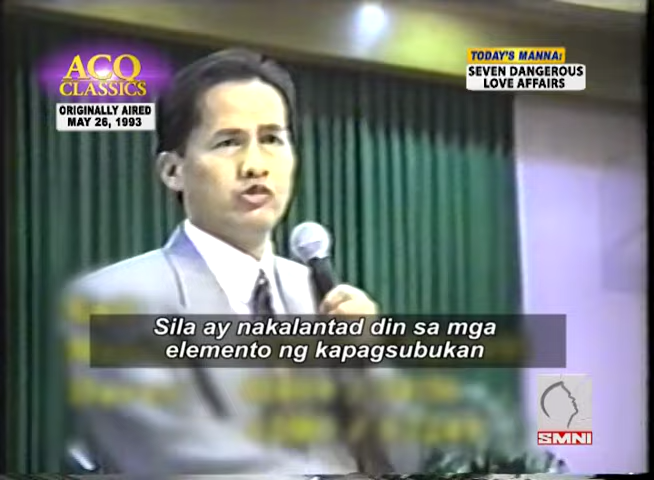 ACQ
CLASSICS
ORIGINALLY AIRED
MAY 26, 1993
TODAY'S MANNA:
SEVEN DANGEROUS
LOVE AFFAIRS
Sila ay nakalantad din sa mga
elemento ng kapagsubukan
SMNI